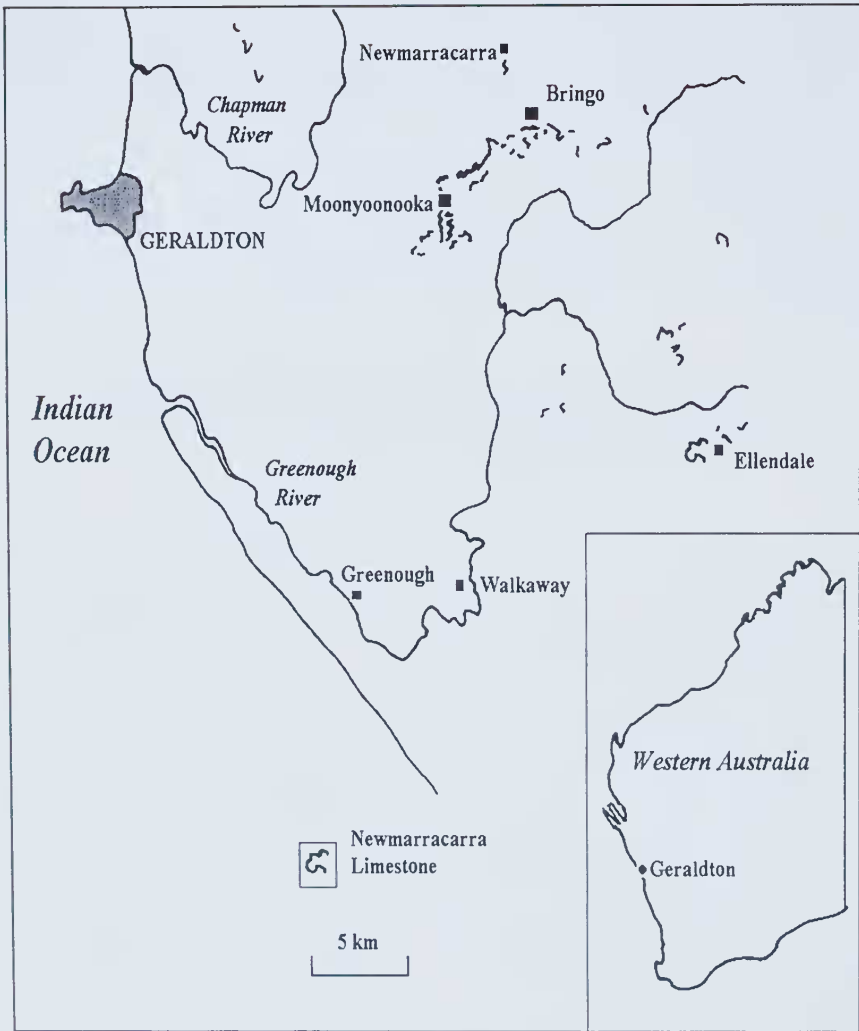 Newmarracarra
Bringo
Chapman
River
Moonyoonooka
GERALDTON
Indian
Ocean
Greenough
River
Ellendale
Greenough
Walkaway
Western Australia
Newmarracarra
Limestone
Geraldton
5 km